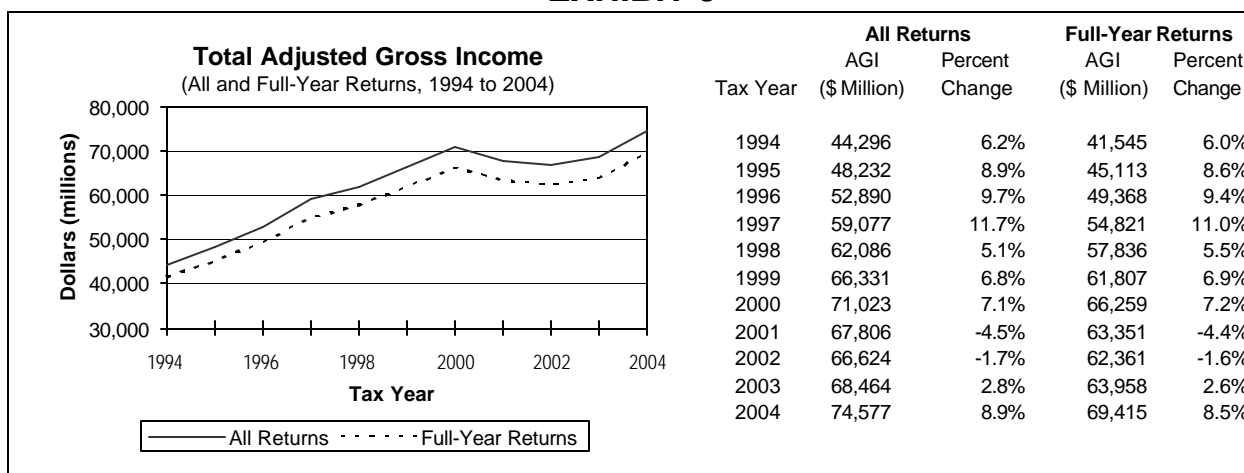 Total Adjusted Gross Income
(All and Full-Year Returns, 1994 to 2004)
80,000
70,000
60,000
50,000
40,000
30,000
Dollars (millions)
1994 1996 1998 2000 2002 2004
Tax Year
All Returns Full-Year Returns
All Returns Full-Year Returns
AGI Percent AGI Percent
Tax Year ($ Million) Change ($ Million) Change
1994 44,296 6.2% 41,545 6.0%
1995 48,232 8.9% 45,113 8.6%
1996 52,890 9.7% 49,368 9.4%
1997 59,077 11.7% 54,821 11.0%
1998 62,086 5.1% 57,836 5.5%
1999 66,331 6.8% 61,807 6.9%
2000 71,023 7.1% 66,259 7.2%
2001 67,806 -4.5% 63,351 -4.4%
2002 66,624 -1.7% 62,361 -1.6%
2003 68,464 2.8% 63,958 2.6%
2004 74,577 8.9% 69,415 8.5%